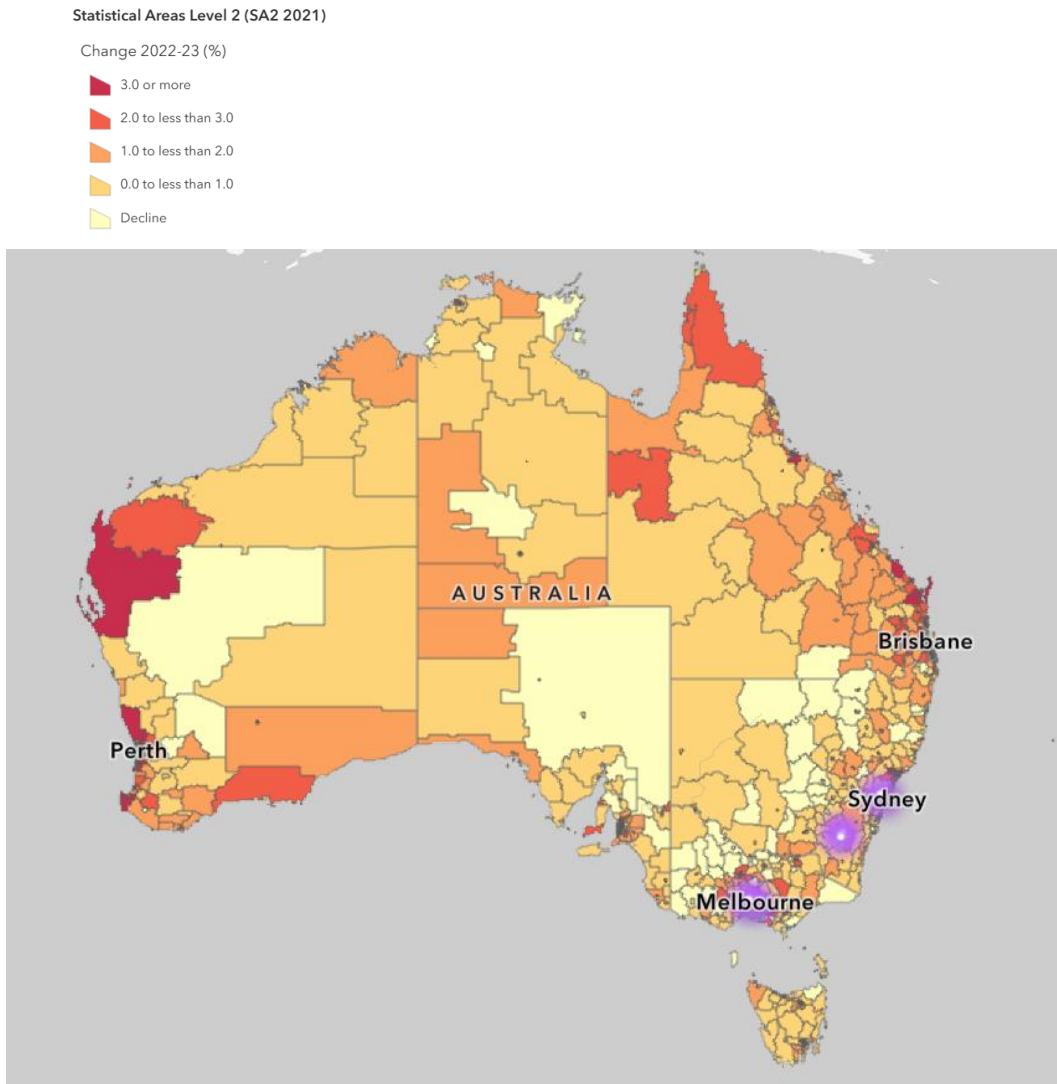 Statistical Areas Level 2 (SA2 2021)
Change 2022-23 (%)
3.0 or more
2.0 to less than 3.0
1.0 to less than 2.0
0.0 to less than 1.0
Decline
AUSTRALIA
Brisbane
Perth
Sydney
Melbourne